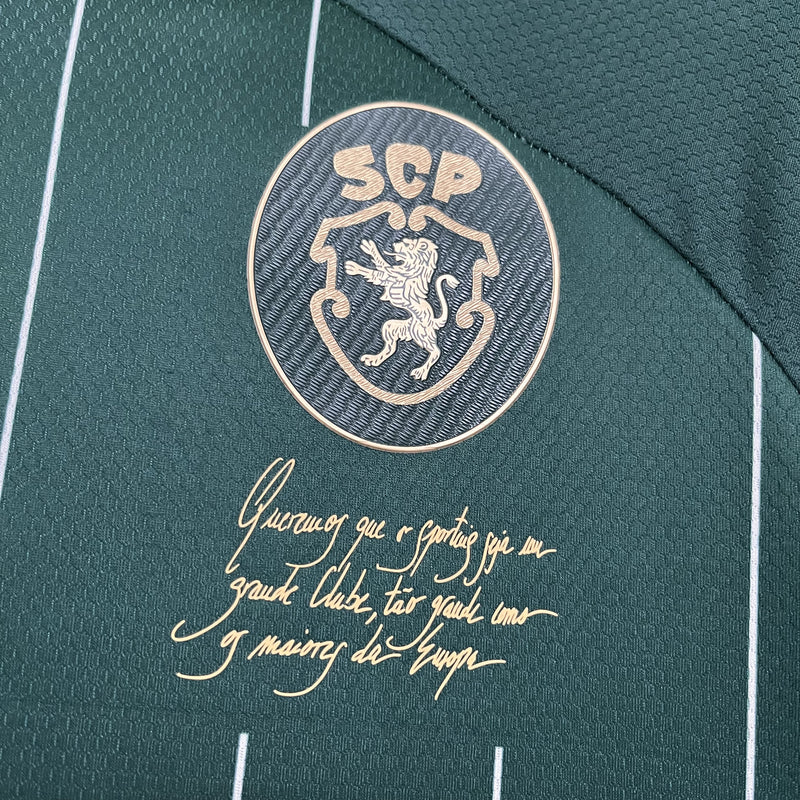 SCP
Queremos que o Sporting seja um
grande Clube, tão grande como
os maiores da Europa